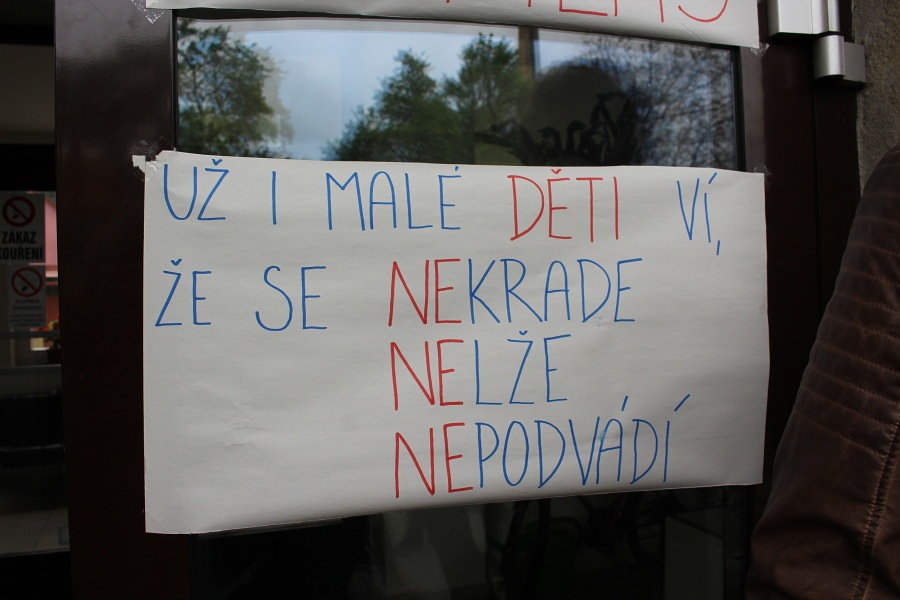 UŽ I MALÉ DĚTI VÍ,
ŽE SE NEKRADE
NELŽE
NEPODVÁDÍ
ZÁKAZ
KOUŘENÍ